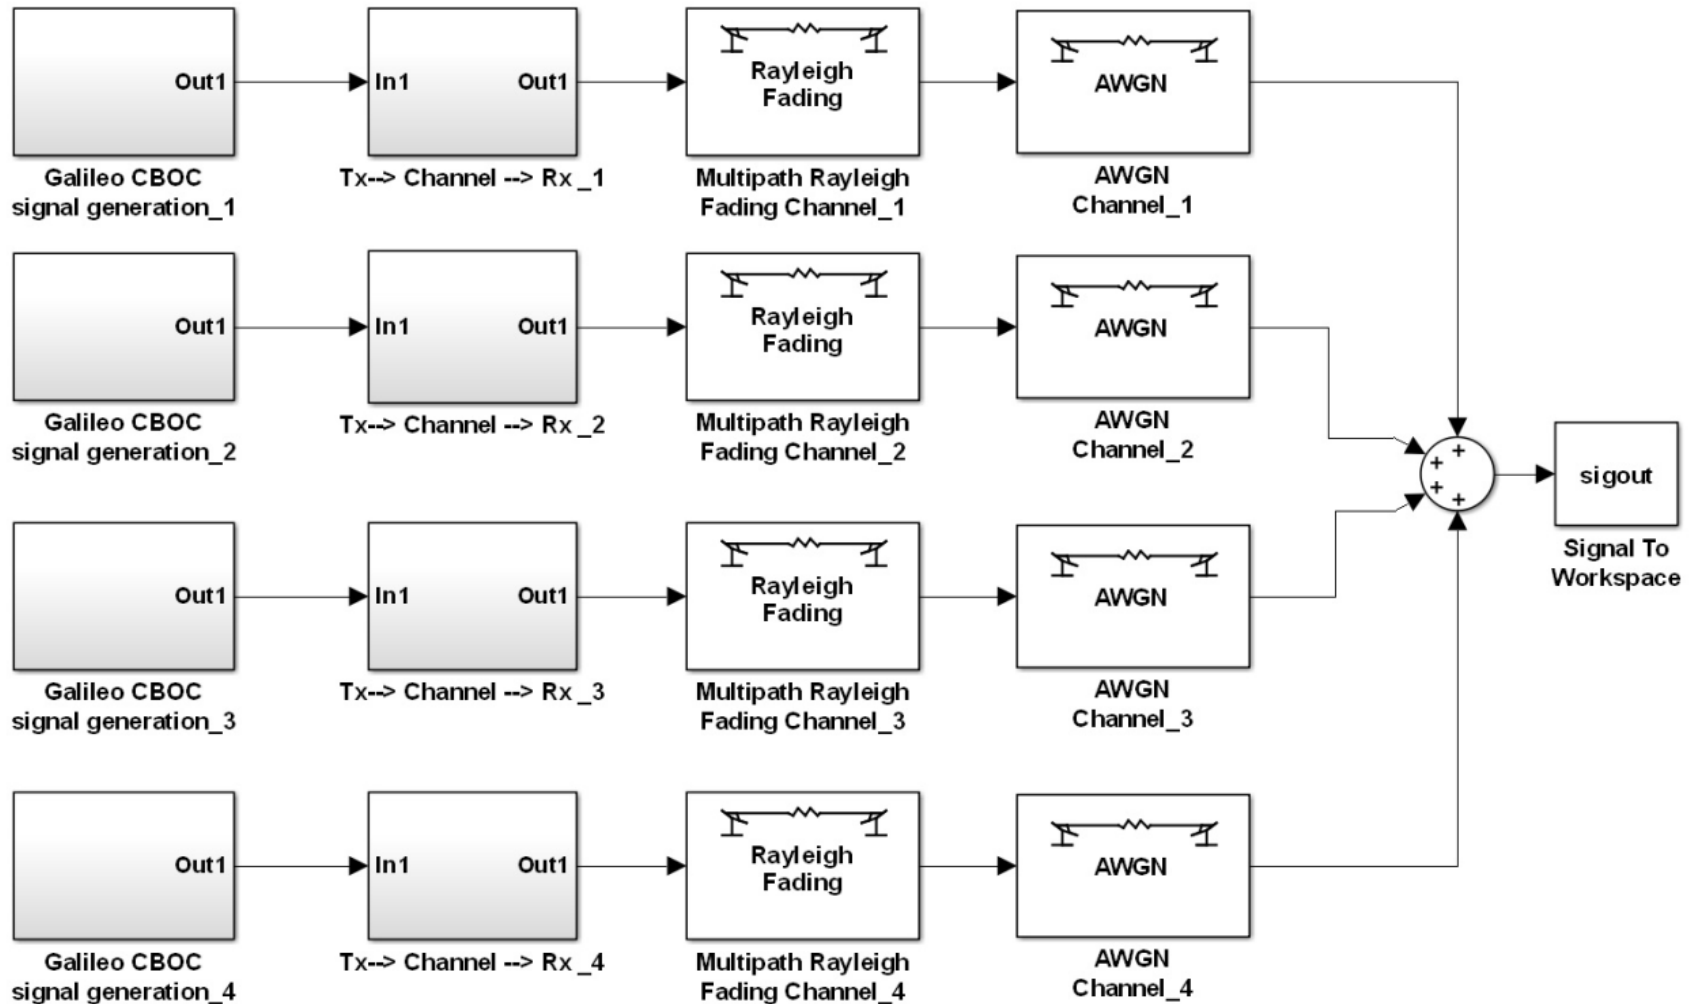 Out1
In1
Out1
Rayleigh
Fading
AWGN
Galileo CBOC
signal generation_1
Tx--> Channel --> Rx _1
Multipath Rayleigh
Fading Channel_1
AWGN
Channel_1
Out1
In1
Out1
Rayleigh
Fading
AWGN
Galileo CBOC
signal generation_2
Tx--> Channel --> Rx _2
Multipath Rayleigh
Fading Channel_2
AWGN
Channel_2
+
+
+
+
sigout
Signal To
Workspace
Out1
In1
Out1
Rayleigh
Fading
AWGN
Galileo CBOC
signal generation_3
Tx--> Channel --> Rx _3
Multipath Rayleigh
Fading Channel_3
AWGN
Channel_3
Out1
In1
Out1
Rayleigh
Fading
AWGN
Galileo CBOC
signal generation_4
Tx--> Channel --> Rx _4
Multipath Rayleigh
Fading Channel_4
AWGN
Channel_4